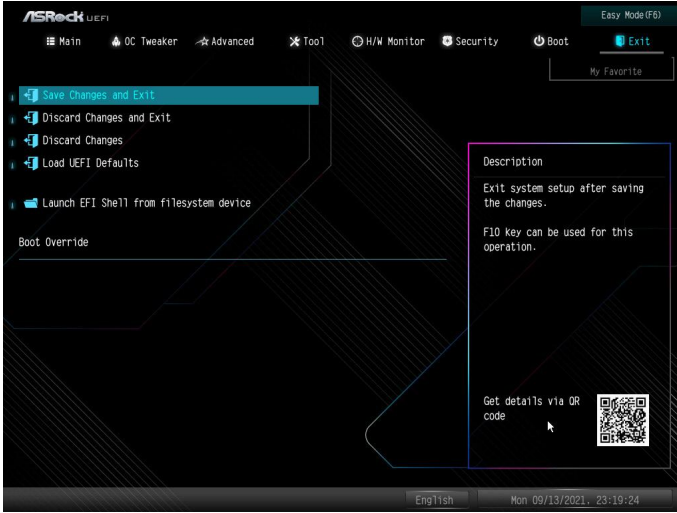 ASRock UEFI
Easy Mode(F6)
Main
OC Tweaker
Advanced
Tool
H/W Monitor
Security
Boot
Exit
My Favorite
Save Changes and Exit
Discard Changes and Exit
Discard Changes
Load UEFI Defaults
Launch EFI Shell from filesystem device
Boot Override
Description
Exit system setup after saving
the changes.
F10 key can be used for this
operation.
Get details via QR
code
English
Mon 09/13/2021. 23:19:24